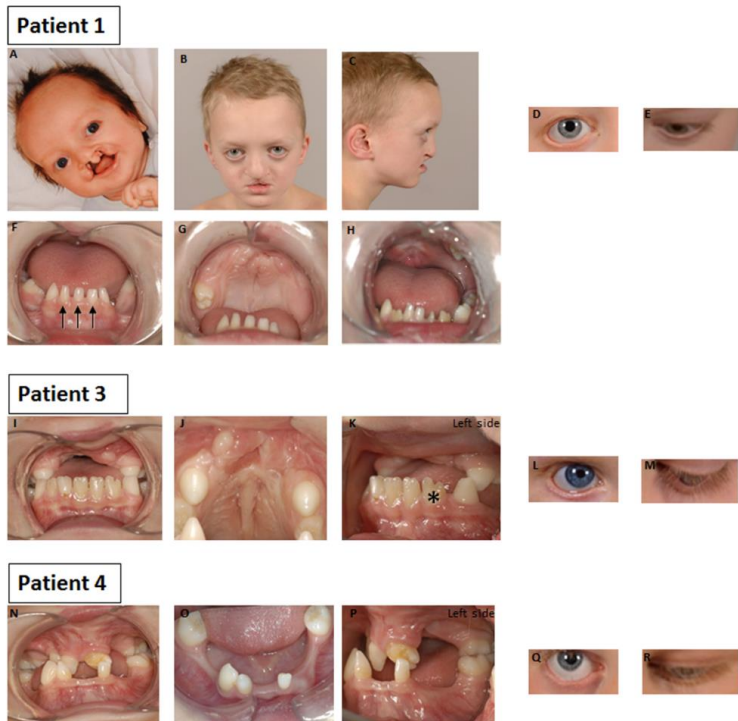 Patient 1
A
B
C
D
E
F
G
H
Patient 3
I
J
K
Left side
L
M
*
Patient 4
N
O
P
Left side
Q
R